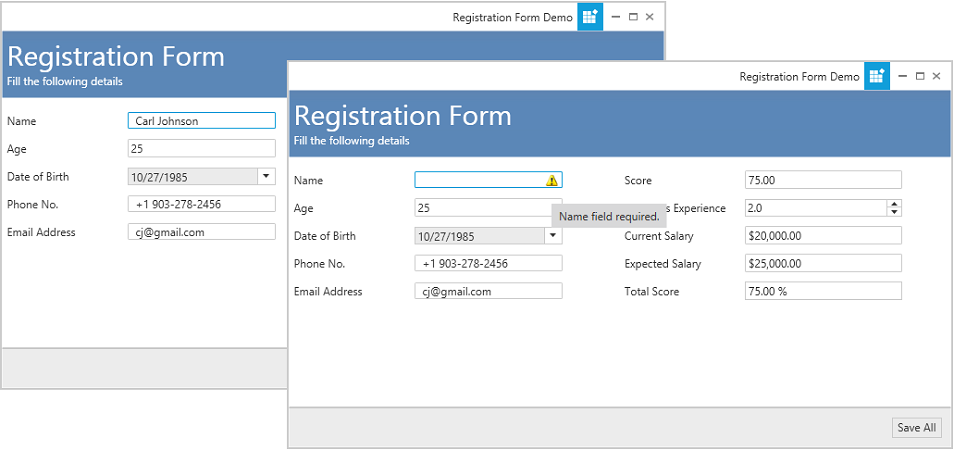 Registration Form Demo
Registration Form
Fill the following details
Name Carl Johnson
Age 25
Date of Birth 10/27/1985
Phone No. +1 903-278-2456
Email Address cj@gmail.com
Registration Form Demo
Registration Form
Fill the following details
Name Score 75.00
Age 25 Experience 2.0
Name field required.
Date of Birth 10/27/1985 Current Salary $20,000.00
Phone No. +1 903-278-2456 Expected Salary $25,000.00
Email Address cj@gmail.com Total Score 75.00 %
Save All